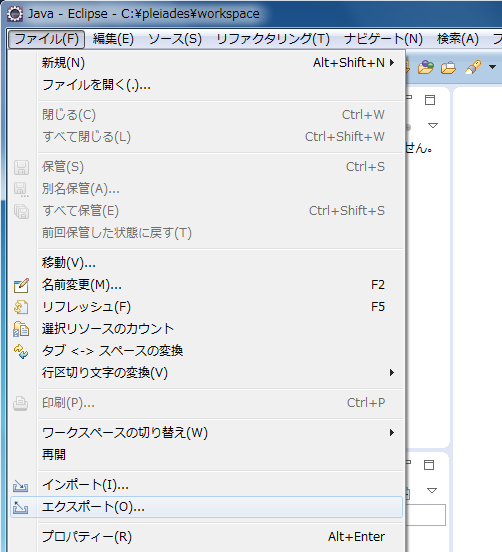 Java - Eclipse - C:¥pleiades¥workspace
ファイル(F) 編集(E) ソース(S) リファクタリング(T) ナビゲート(N) 検索(A)
新規(N) Alt+Shift+N
ファイルを開く(.)...
閉じる(C) Ctrl+W
すべて閉じる(L) Ctrl+Shift+W
せん。
保管(S) Ctrl+S
別名保管(A)...
すべて保管(E) Ctrl+Shift+S
前回保管した状態に戻す(T)
移動(V)...
名前変更(M)... F2
リフレッシュ(F) F5
選択リソースのカウント
タブ <-> スペースの変換
行区切り文字の変換(V)
印刷(P)... Ctrl+P
ワークスペースの切り替え(W)
再開
インポート(I)...
エクスポート(O)...
プロパティー(R) Alt+Enter